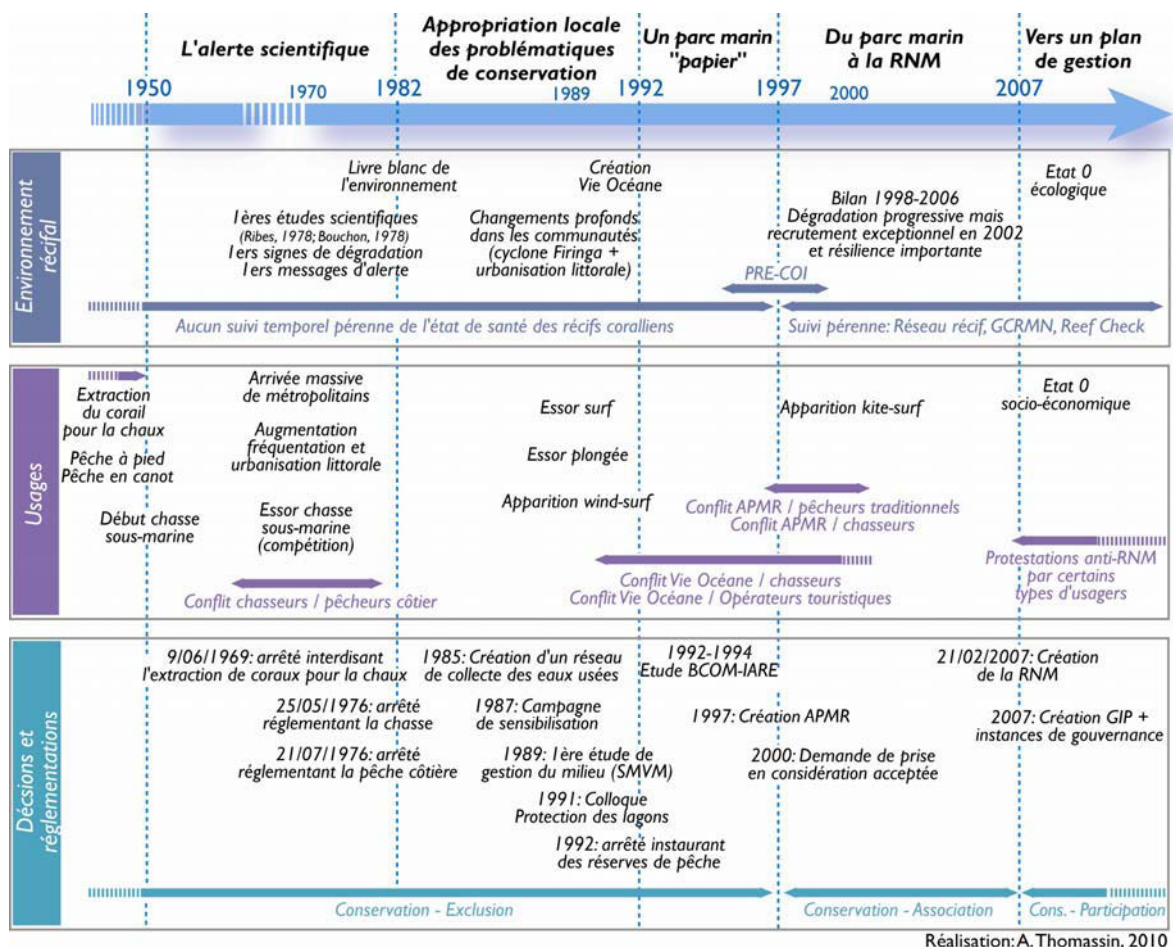 L'alerte scientifique
Appropriation locale
des problématiques
de conservation
Un parc marin
"papier"
Du parc marin
à la RNM
Vers un plan
de gestion
1950
1970
1982
1989
1992
1997
2000
2007
Environnement
récifal
Livre blanc de
l'environnement
1ères études scientifiques
(Ribes, 1978; Bouchon, 1978)
1ers signes de dégradation
1ers messages d'alerte
Création
Vie Océane
Changements profonds
dans les communautés
(cyclone Firinga +
urbanisation littorale)
Bilan 1998-2006
Dégradation progressive mais
recrutement exceptionnel en 2002
et résilience importante
Etat 0
écologique
PRE-COI
Aucun suivi temporel pérenne de l'état de santé des récifs coralliens
Suivi pérenne: Réseau récif, GCRMN, Reef Check
Usages
Extraction
du corail
pour la chaux
Pêche à pied
Pêche en canot
Début chasse
sous-marine
Arrivée massive
de métropolitains
Augmentation
fréquentation et
urbanisation littorale
Essor chasse
sous-marine
(compétition)
Conflit chasseurs / pêcheurs côtier
Essor surf
Essor plongée
Apparition wind-surf
Apparition kite-surf
Conflit APMR / pêcheurs traditionnels
Conflit APMR / chasseurs
Conflit Vie Océane / chasseurs
Conflit Vie Océane / Opérateurs touristiques
Etat 0
socio-économique
Protestations anti-RNM
par certains
types d'usagers
Décsions et
réglementations
9/06/1969: arrêté interdisant
l'extraction de coraux pour la chaux
25/05/1976: arrêté
réglementant la chasse
21/07/1976: arrêté
réglementant la pêche côtière
1985: Création d'un réseau
de collecte des eaux usées
1987: Campagne
de sensibilisation
1989: 1ère étude de
gestion du milieu (SMVM)
1991: Colloque
Protection des lagons
1992: arrêté instaurant
des réserves de pêche
1992-1994
Etude BCOM-IARE
1997: Création APMR
2000: Demande de prise
en considération acceptée
21/02/2007: Création
de la RNM
2007: Création GIP +
instances de gouvernance
Conservation - Exclusion
Conservation - Association
Cons. - Participation
Réalisation: A. Thomassin, 2010